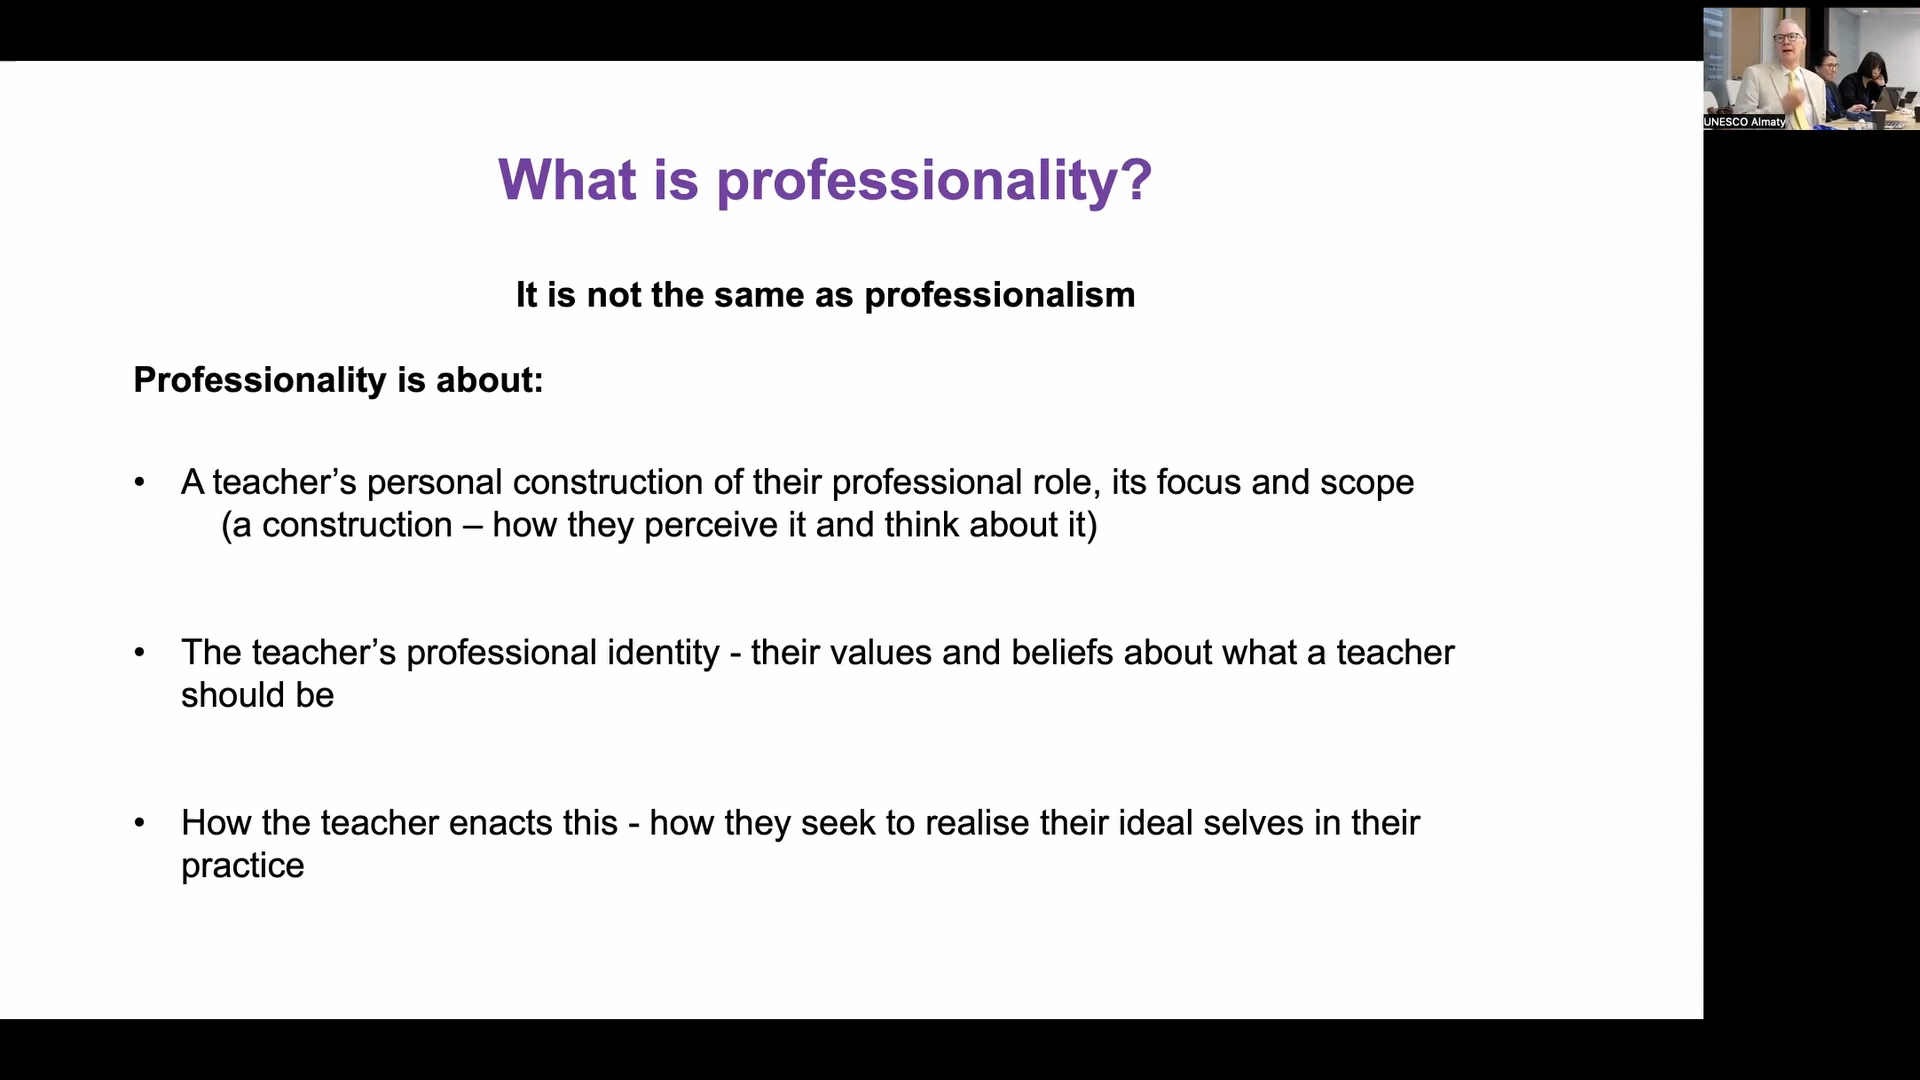 What is professionality?
It is not the same as professionalism
Professionality is about:
• A teacher’s personal construction of their professional role, its focus and scope
(a construction – how they perceive it and think about it)
• The teacher’s professional identity - their values and beliefs about what a teacher
should be
• How the teacher enacts this - how they seek to realise their ideal selves in their
practice
UNESCO Almaty